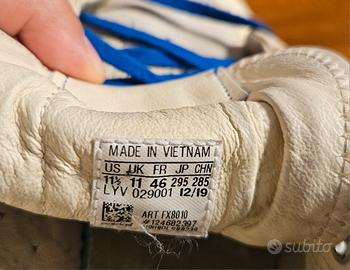 MADE IN VIETNAM
US UK FR JP CHN
11½ 11 46 295 285
LYV 029001 12/19
ART FX8010
#124682397
subito